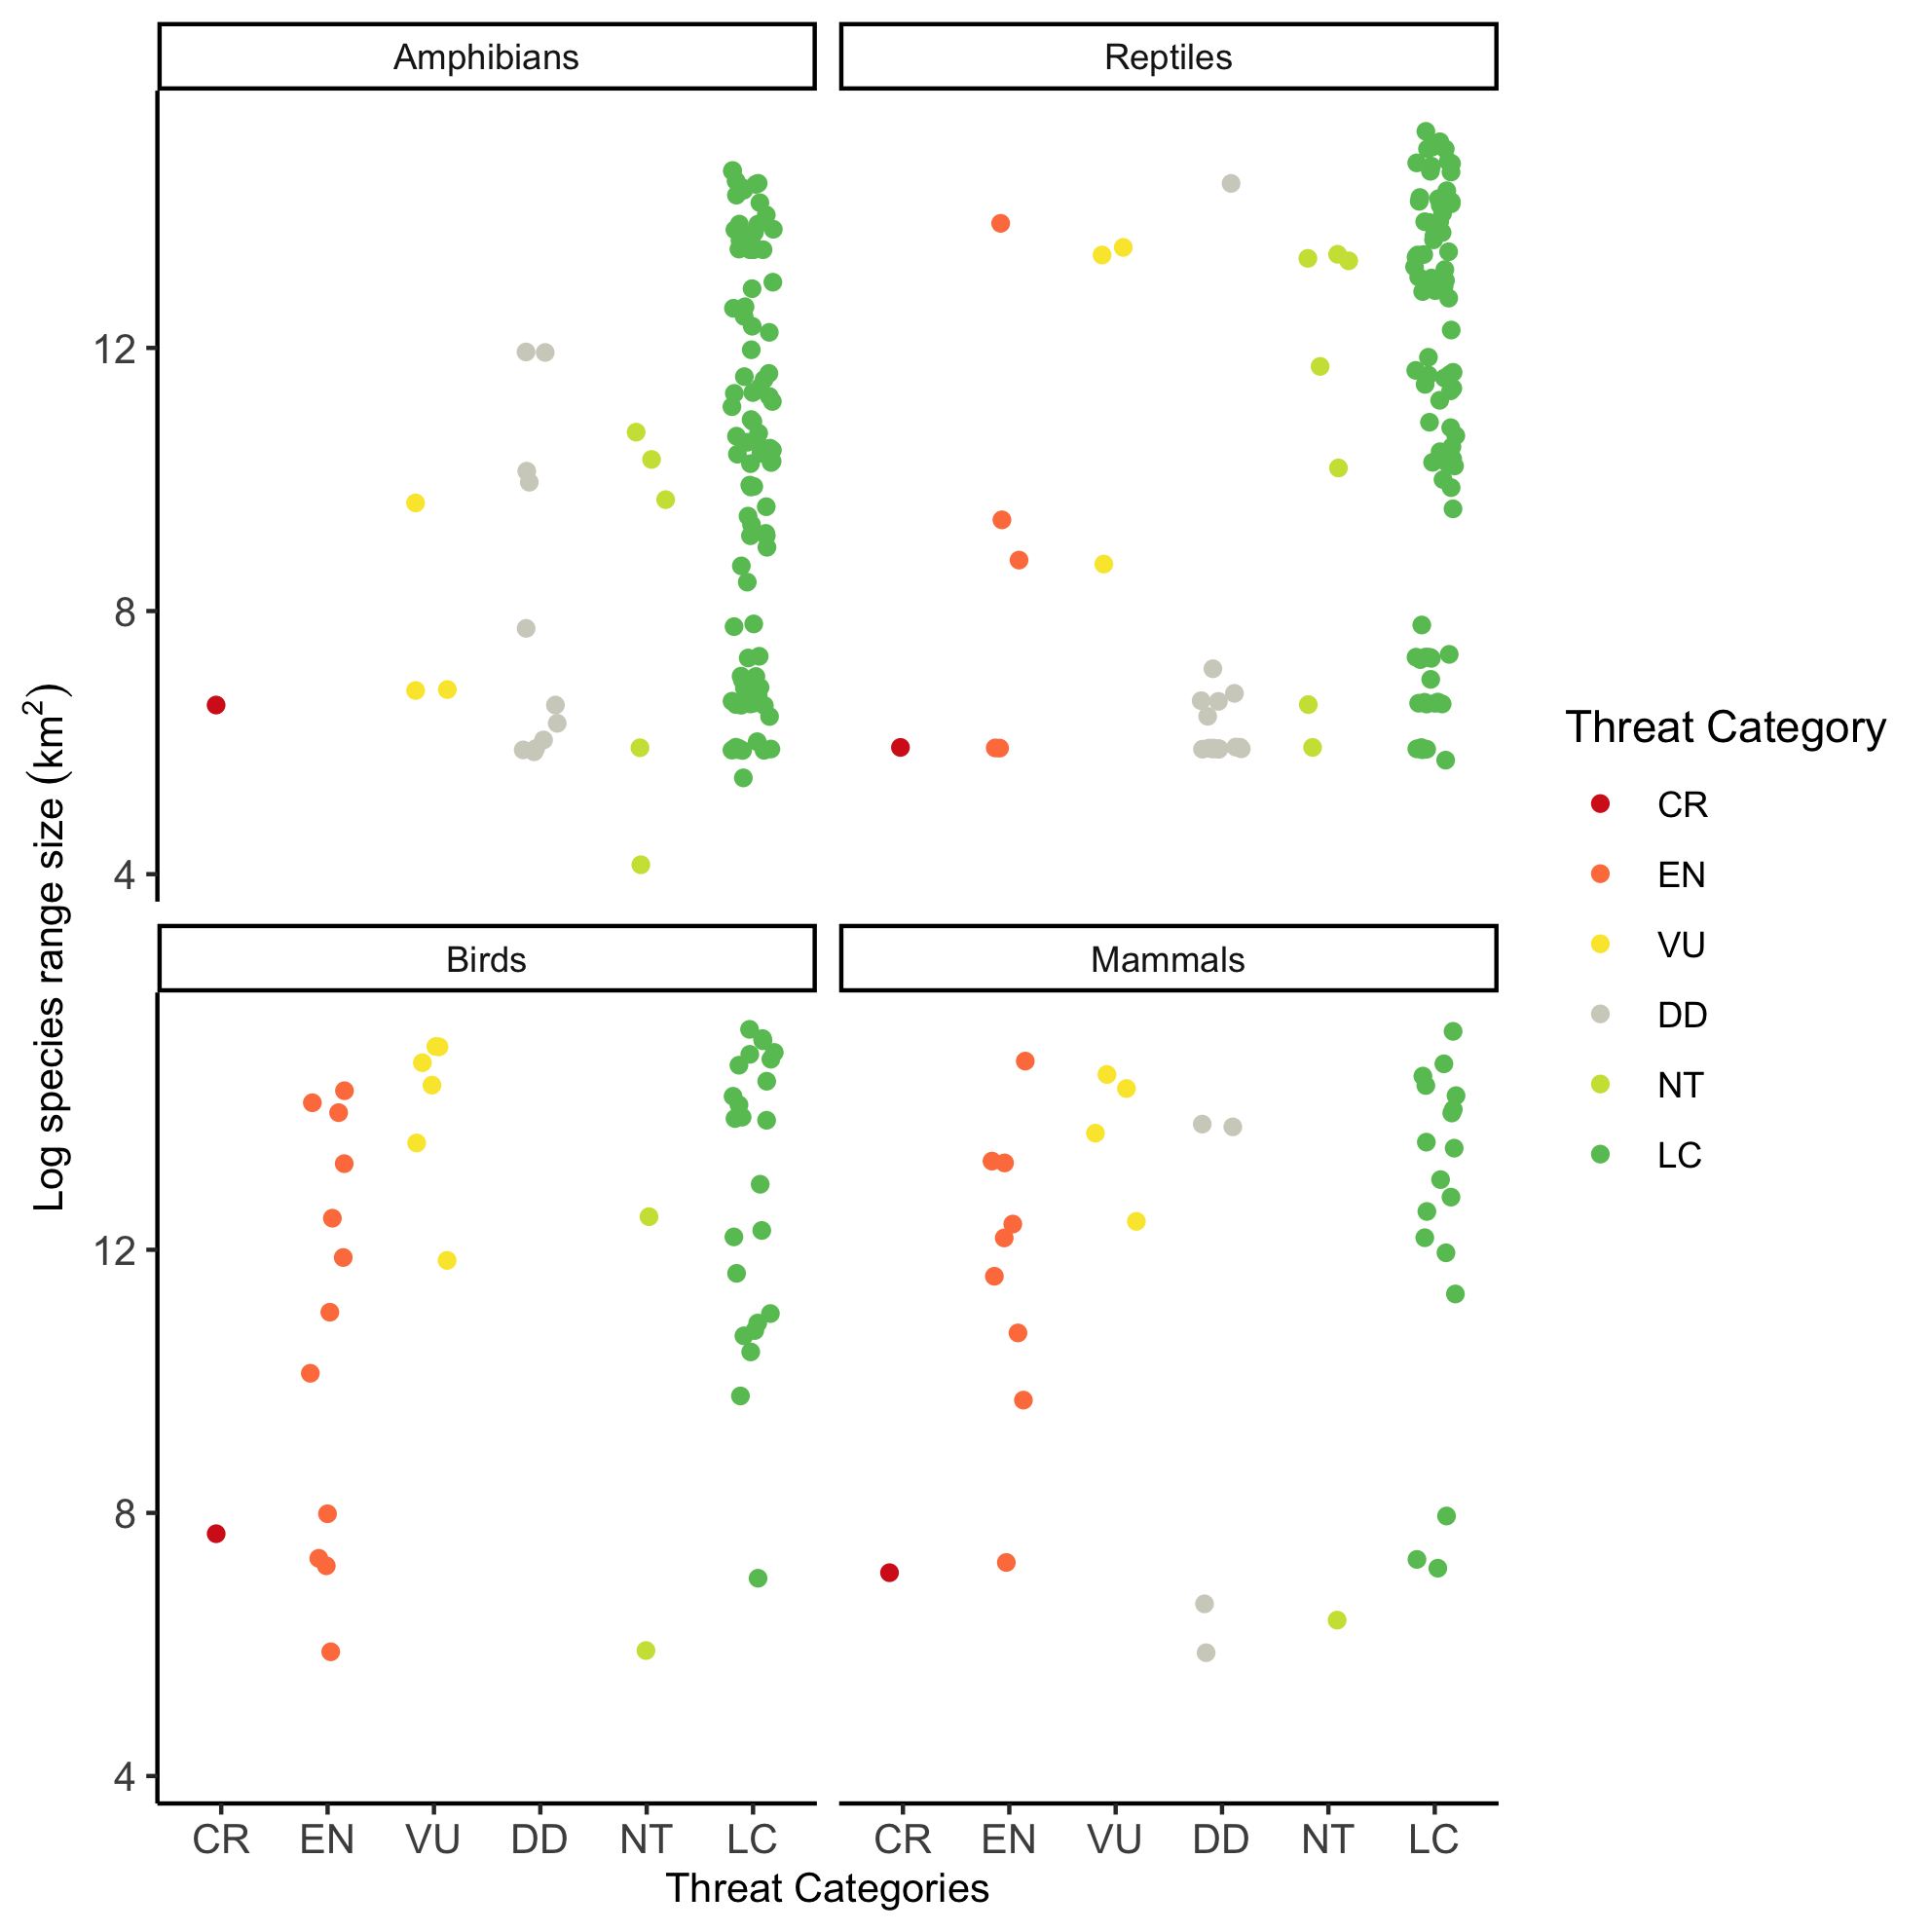 Amphibians
Reptiles
12
8
4
Birds
Mammals
12
8
4
Log species range size (km²)
CR EN VU DD NT LC
CR EN VU DD NT LC
Threat Categories
Threat Category
CR
EN
VU
DD
NT
LC